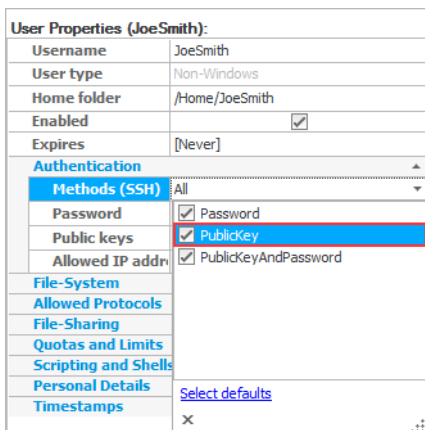 User Properties (JoeSmith):
Username JoeSmith
User type Non-Windows
Home folder /Home/JoeSmith
Enabled
Expires [Never]
Authentication
Methods (SSH) All
Password Password
Public keys PublicKey
Allowed IP addr PublicKeyAndPassword
File-System
Allowed Protocols
File-Sharing
Quotas and Limits
Scripting and Shells
Personal Details Select defaults
Timestamps